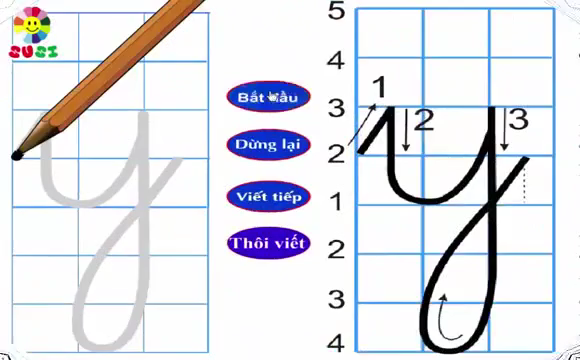 SUSI
5
4
1
3
2
3
2
1
2
3
4
Bắt đầu
Dừng lại
Viết tiếp
Thôi viết
y
y